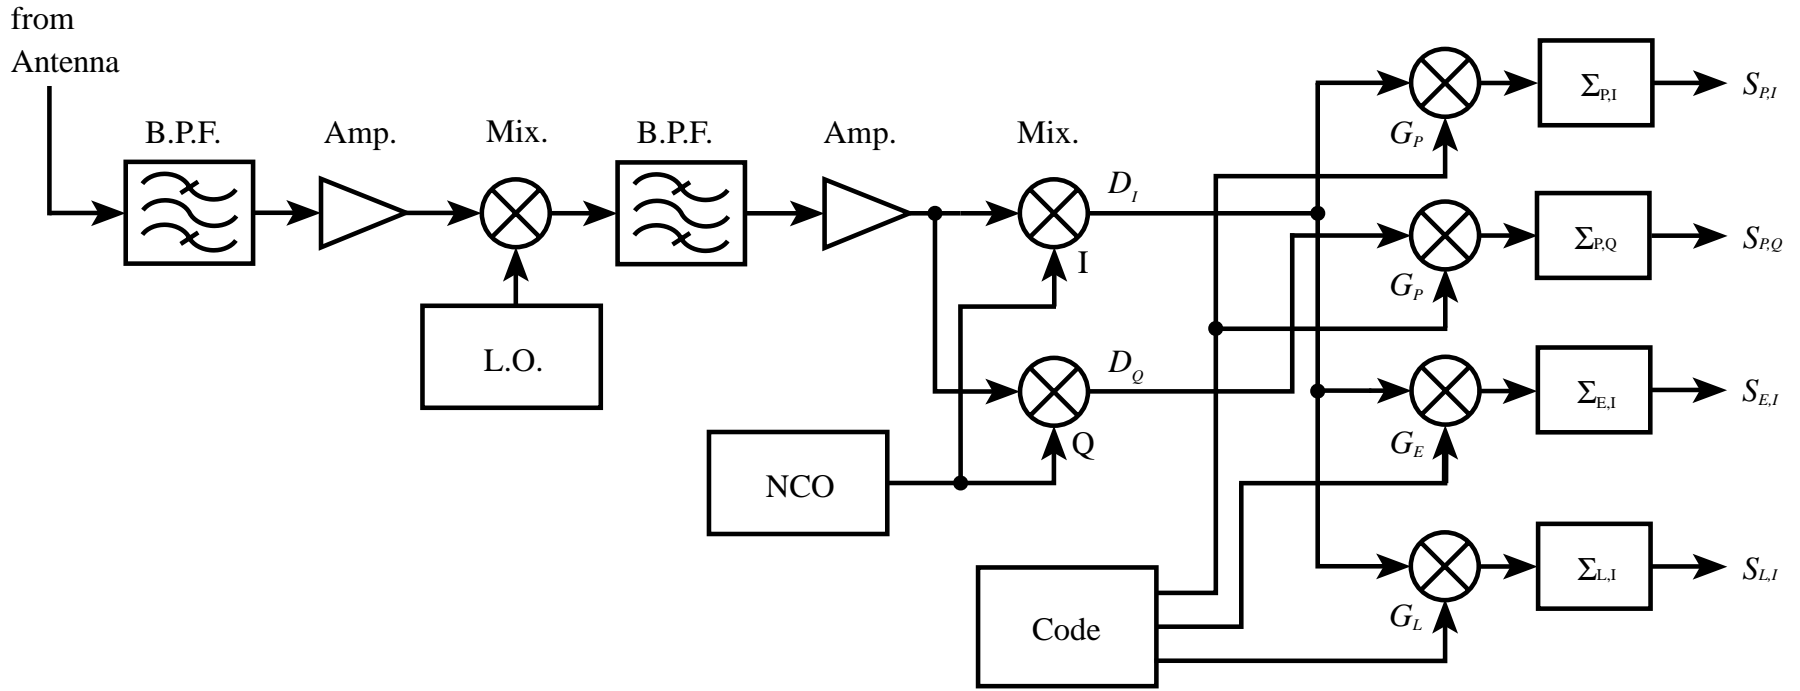 from
Antenna
B.P.F.
Amp.
Mix.
B.P.F.
Amp.
Mix.
L.O.
NCO
Code
D_I
I
D_Q
Q
G_P
Σ_P,I
S_P,I
G_P
Σ_P,Q
S_P,Q
G_E
Σ_E,I
S_E,I
G_L
Σ_L,I
S_L,I